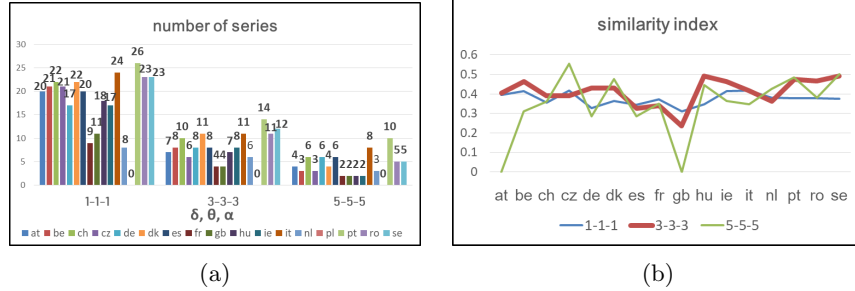 number of series
30
25
20
15
10
5
0
20 21 22 21 17 22 20 9 11 18 17 24 8 0 26 23 23
7 8 10 6 8 11 8 4 4 7 8 11 6 0 14 11 12
4 3 6 3 6 4 6 2 2 2 2 8 3 0 10 5 5
1-1-1 3-3-3 5-5-5
δ, θ, α
at be ch cz de dk es fr gb hu ie it nl pl pt ro se
(a)
similarity index
0.6
0.5
0.4
0.3
0.2
0.1
0
at be ch cz de dk es fr gb hu ie it nl pt ro se
1-1-1 3-3-3 5-5-5
(b)